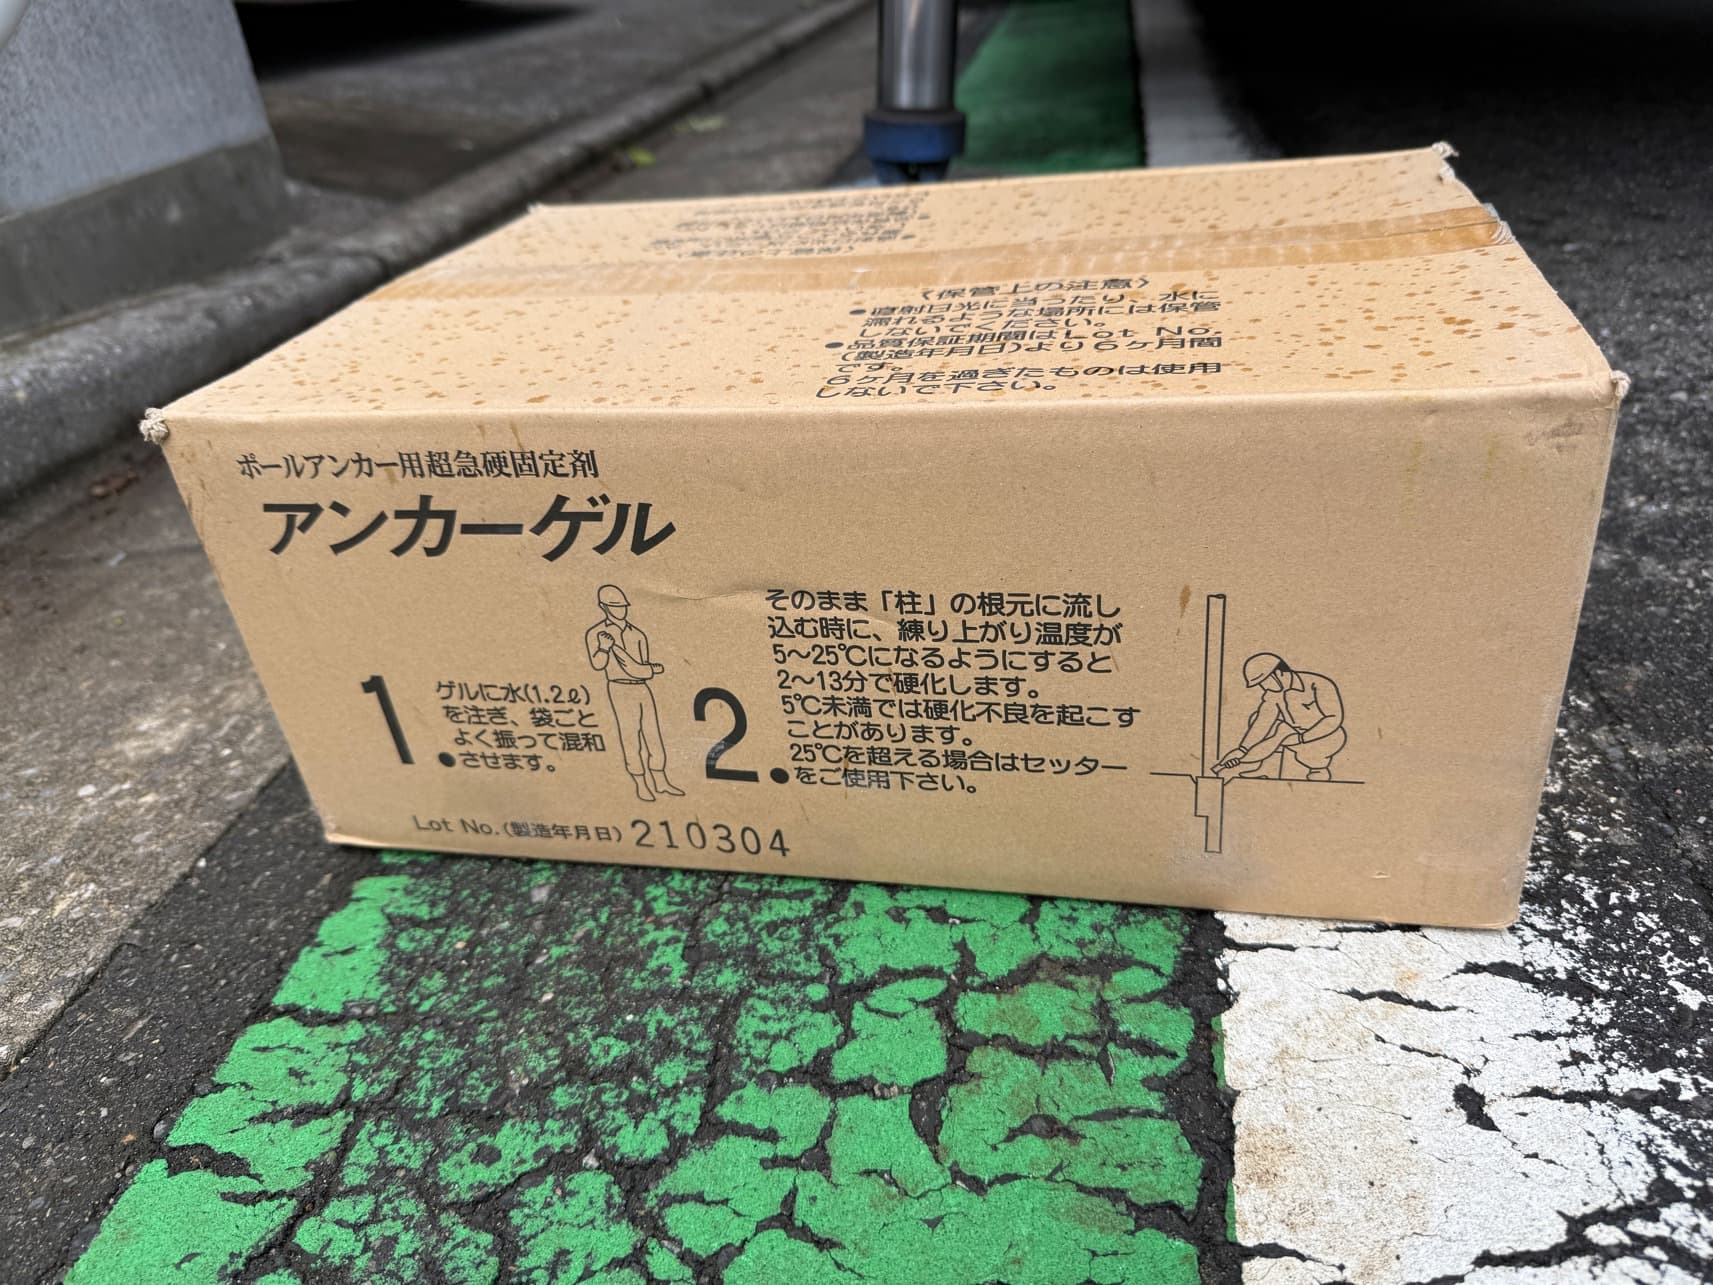 〈保管上の注意〉
●直射日光に当ったり、水に
濡れるような場所には保管
しないでください。
●品質保証期間はLot No.
(製造年月日)より6ヶ月間
です。
6ヶ月を過ぎたものは使用
しないで下さい。
ポールアンカー用超急硬固定剤
アンカーゲル
1.
ゲルに水(1.2ℓ)
を注ぎ、袋ごと
よく振って混和
させます。
2.
そのまま「柱」の根元に流し
込む時に、練り上がり温度が
5〜25℃になるようにすると
2〜13分で硬化します。
5℃未満では硬化不良を起こす
ことがあります。
25℃を超える場合はセッター
をご使用下さい。
Lot No.(製造年月日) 210304